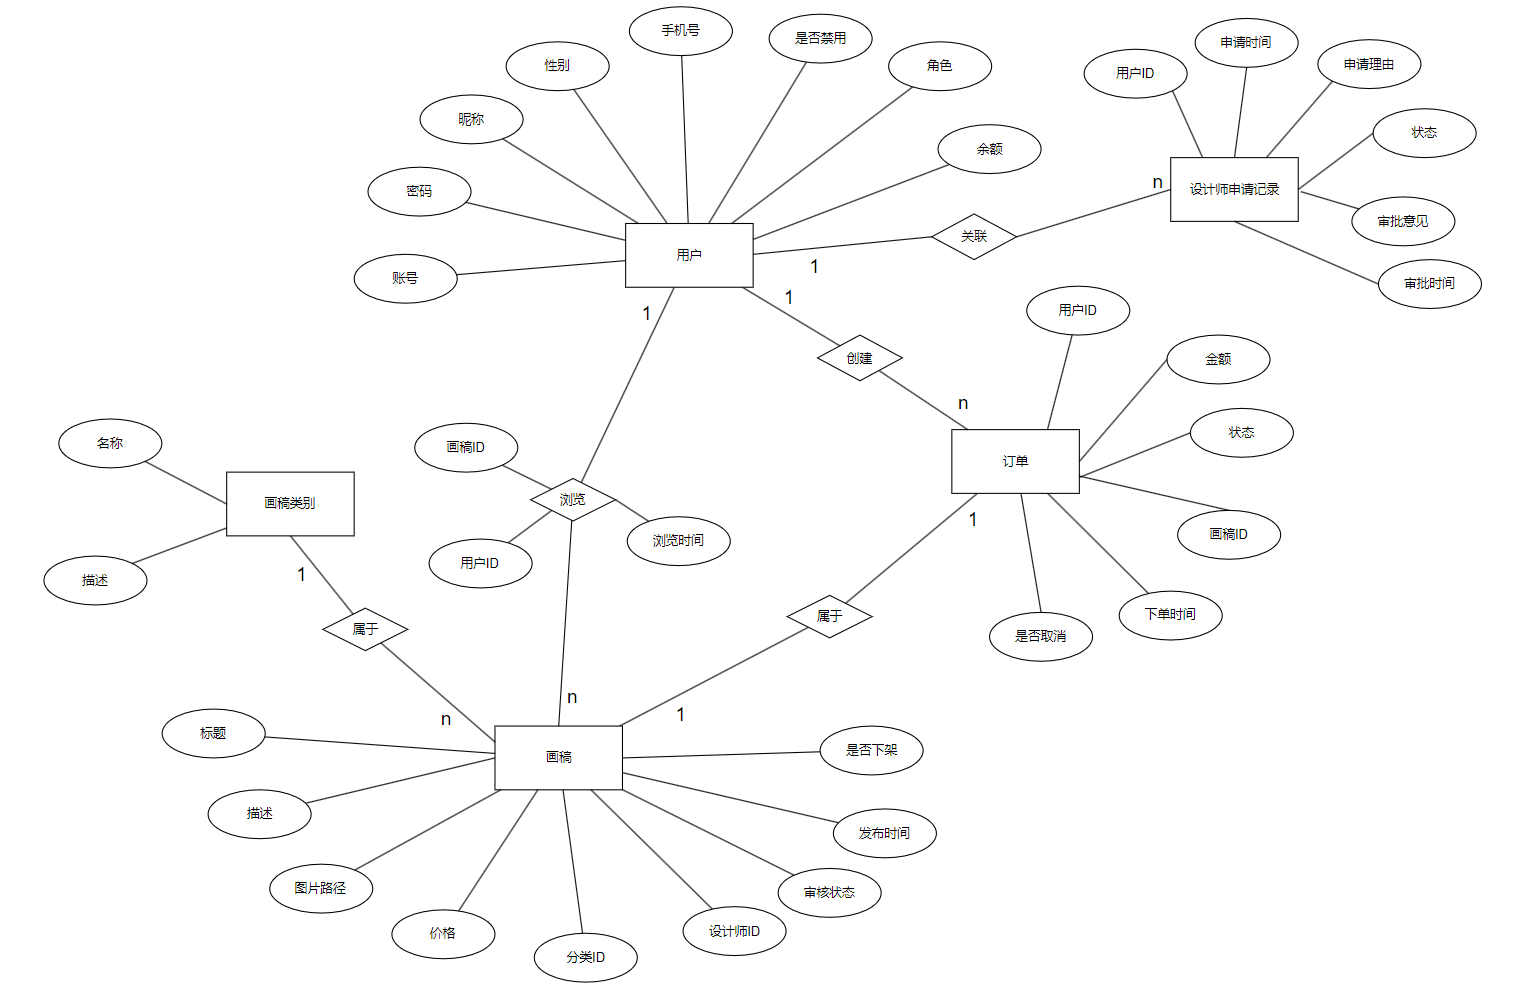 手机号
是否禁用
申请时间
性别
角色
用户ID
申请理由
昵称
状态
余额
密码
n
设计师申请记录
审批意见
关联
用户
1
账号
审批时间
1
1
用户ID
创建
金额
n
名称
画稿ID
状态
订单
画稿类别
浏览
1
画稿ID
浏览时间
用户ID
1
描述
下单时间
属于
属于
是否取消
n
1
n
标题
画稿
是否下架
描述
发布时间
图片路径
审核状态
价格
设计师ID
分类ID